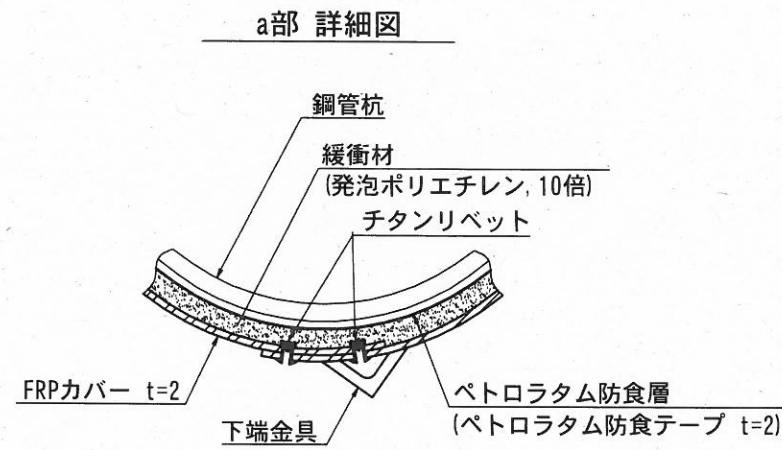 a部 詳細図
鋼管杭
緩衝材
(発泡ポリエチレン, 10倍)
チタンリベット
FRPカバー t=2
ペトロラタム防食層
(ペトロラタム防食テープ t=2)
下端金具